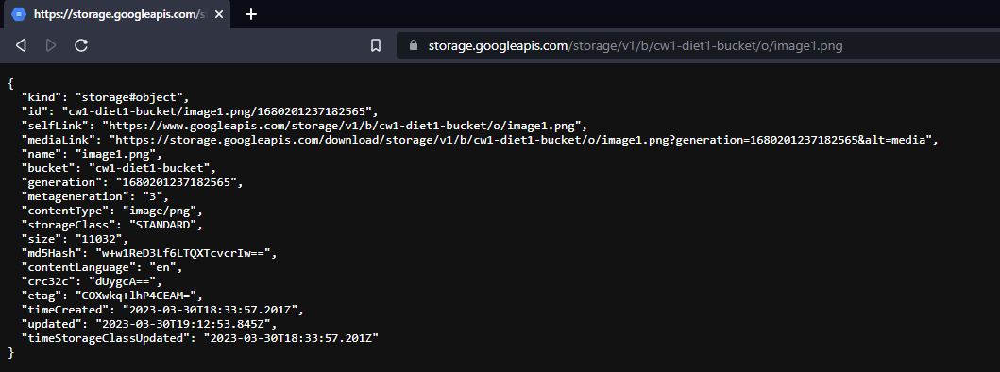 https://storage.googleapis.com/s
storage.googleapis.com/storage/v1/b/cw1-diet1-bucket/o/image1.png
{
  "kind": "storage#object",
  "id": "cw1-diet1-bucket/image1.png/1680201237182565",
  "selfLink": "https://www.googleapis.com/storage/v1/b/cw1-diet1-bucket/o/image1.png",
  "mediaLink": "https://storage.googleapis.com/download/storage/v1/b/cw1-diet1-bucket/o/image1.png?generation=1680201237182565&alt=media",
  "name": "image1.png",
  "bucket": "cw1-diet1-bucket",
  "generation": "1680201237182565",
  "metageneration": "3",
  "contentType": "image/png",
  "storageClass": "STANDARD",
  "size": "11032",
  "md5Hash": "w+w1ReD3Lf6LTQXTcvcrIw==",
  "contentLanguage": "en",
  "crc32c": "dUygcA==",
  "etag": "COXwkq+lhP4CEAM=",
  "timeCreated": "2023-03-30T18:33:57.201Z",
  "updated": "2023-03-30T19:12:53.845Z",
  "timeStorageClassUpdated": "2023-03-30T18:33:57.201Z"
}